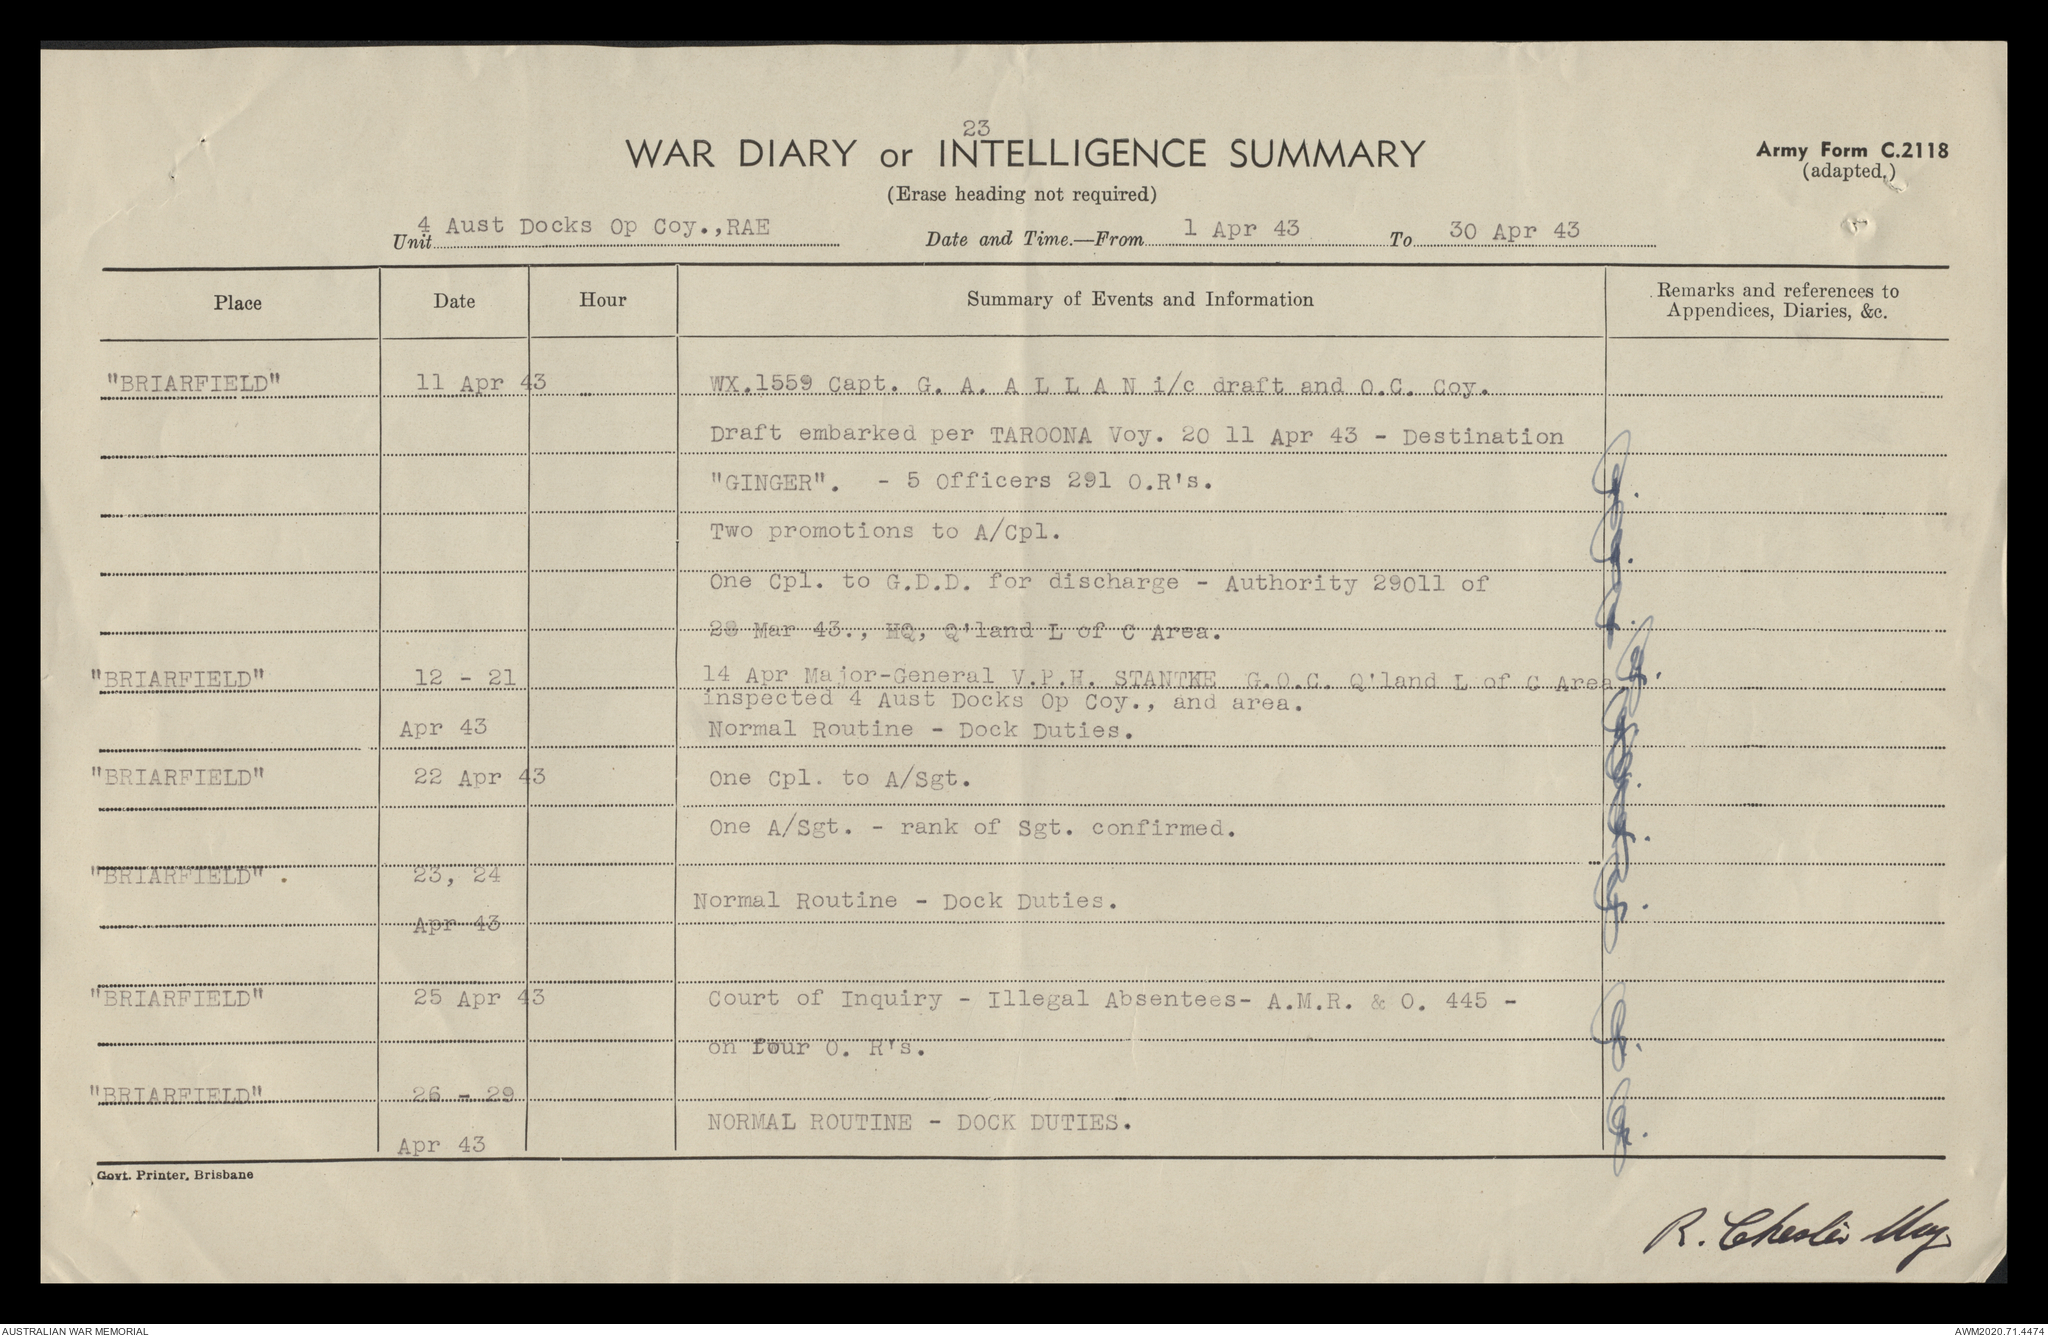 23
WAR DIARY or INTELLIGENCE SUMMARY
Army Form C.2118
(adapted.)
(Erase heading not required)
Unit 4 Aust Docks Op Coy.,RAE Date and Time.—From 1 Apr 43 To 30 Apr 43
Place Date Hour Summary of Events and Information Remarks and references to
Appendices, Diaries, &c.
"BRIARFIELD" 11 Apr 43 WX.1559 Capt. G. A. A L L A N i/c draft and O.C. Coy.
Draft embarked per TAROONA Voy. 20 11 Apr 43 - Destination
"GINGER". - 5 Officers 291 O.R's.
Two promotions to A/Cpl.
One Cpl. to G.D.D. for discharge - Authority 29011 of
28 Mar 43., HQ, Q'land L of C Area.
"BRIARFIELD" 12 - 21 14 Apr Major-General V.P.H. STANTKE G.O.C. Q'land L of C Area
inspected 4 Aust Docks Op Coy., and area.
Apr 43 Normal Routine - Dock Duties.
"BRIARFIELD" 22 Apr 43 One Cpl. to A/Sgt.
One A/Sgt. - rank of Sgt. confirmed.
"BRIARFIELD" . 23, 24
Normal Routine - Dock Duties.
Apr 43
"BRIARFIELD" 25 Apr 43 Court of Inquiry - Illegal Absentees- A.M.R. & O. 445 -
on four O. R's.
"BRIARFIELD" 26 - 29
NORMAL ROUTINE - DOCK DUTIES.
Apr 43
Govt. Printer, Brisbane
R. Chester
AUSTRALIAN WAR MEMORIAL
AWM2020.71.4474